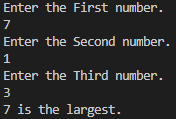 Enter the First number.
7
Enter the Second number.
1
Enter the Third number.
3
7 is the largest.